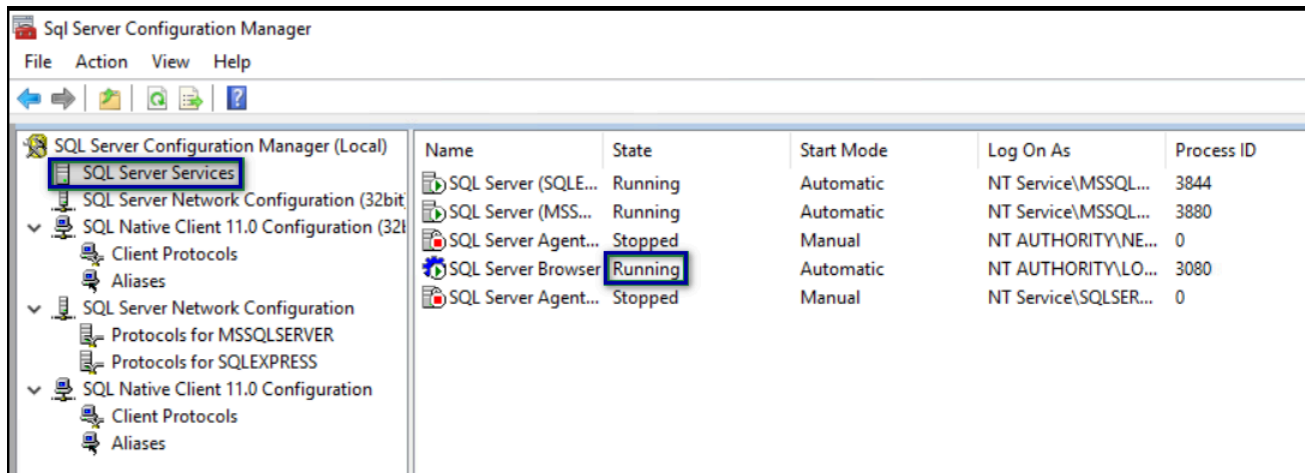 Sql Server Configuration Manager
File Action View Help
SQL Server Configuration Manager (Local)
SQL Server Services
SQL Server Network Configuration (32bit)
SQL Native Client 11.0 Configuration (32b
Client Protocols
Aliases
SQL Server Network Configuration
Protocols for MSSQLSERVER
Protocols for SQLEXPRESS
SQL Native Client 11.0 Configuration
Client Protocols
Aliases
Name State Start Mode Log On As Process ID
SQL Server (SQLE... Running Automatic NT Service\MSSQL... 3844
SQL Server (MSS... Running Automatic NT Service\MSSQL... 3880
SQL Server Agent... Stopped Manual NT AUTHORITY\NE... 0
SQL Server Browser Running Automatic NT AUTHORITY\LO... 3080
SQL Server Agent... Stopped Manual NT Service\SQLSER... 0